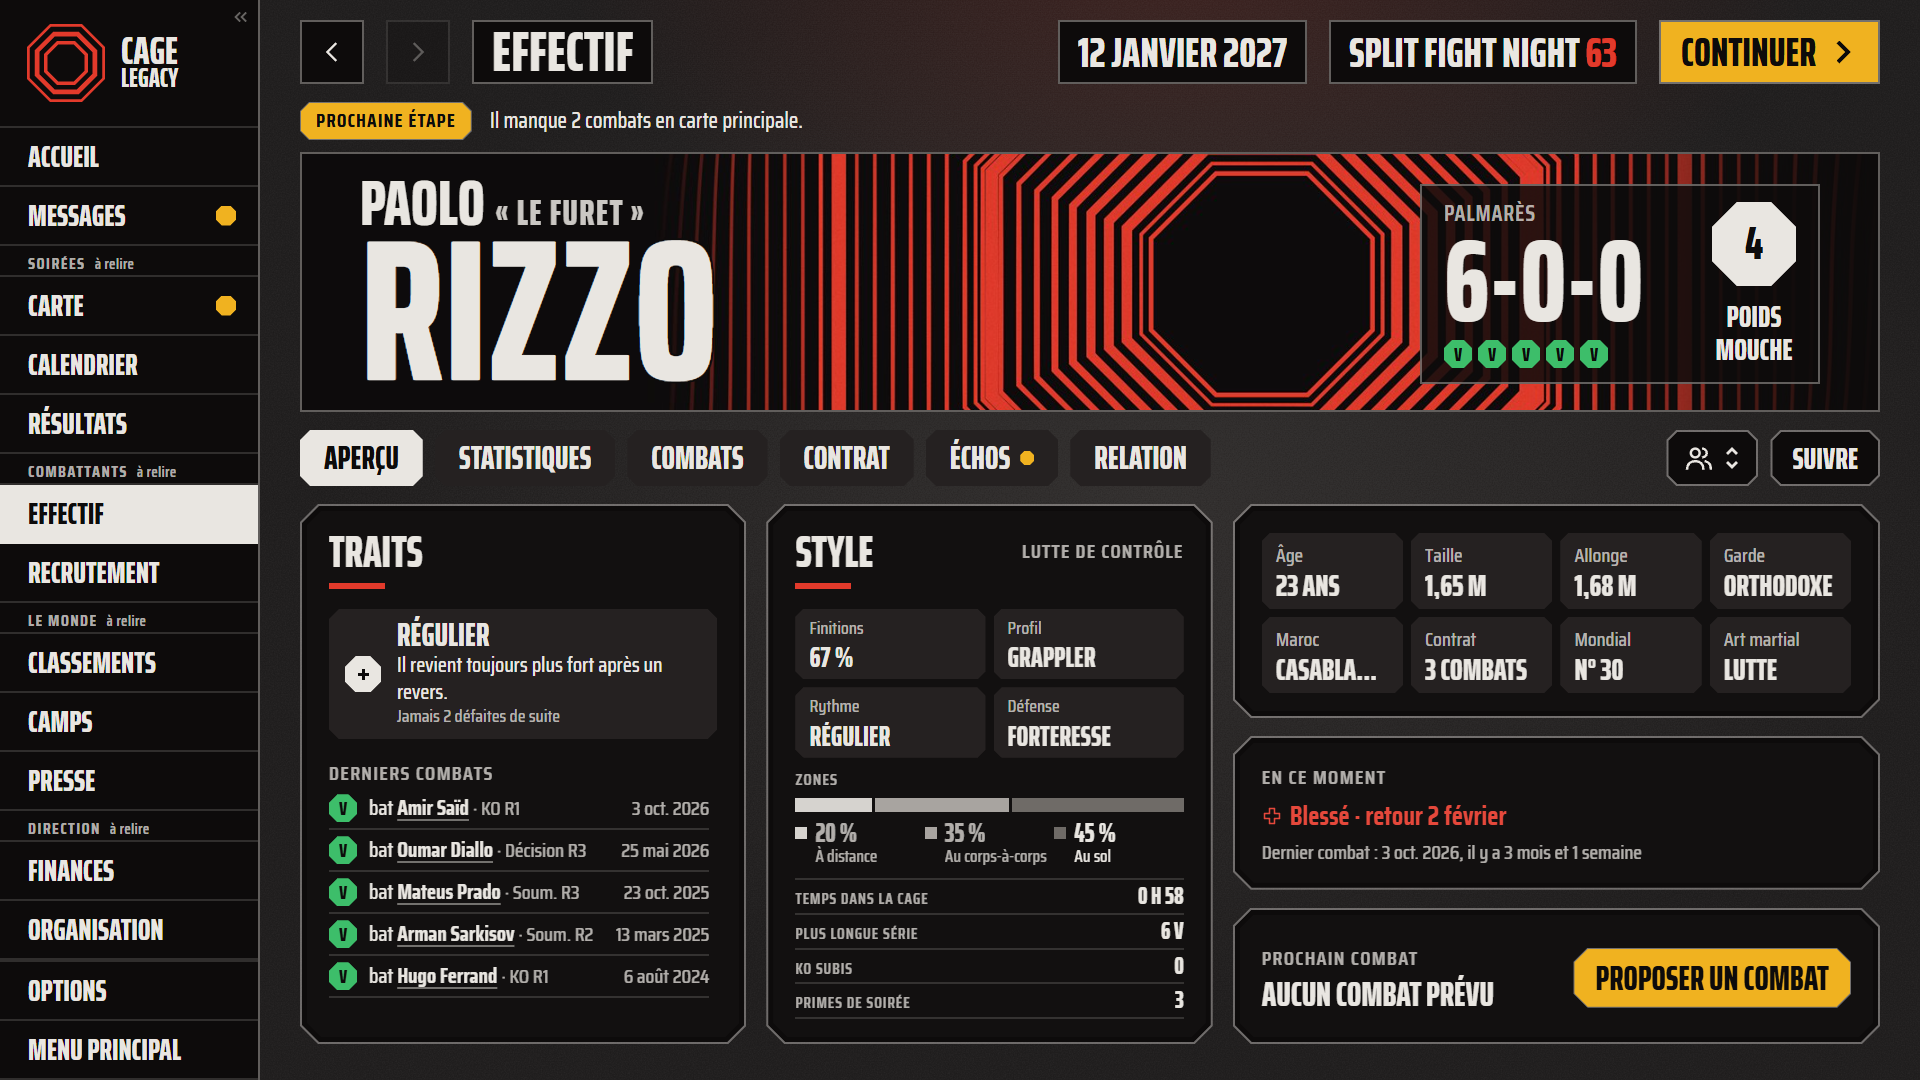 CAGE
LEGACY
ACCUEIL
MESSAGES
SOIRÉES à relire
CARTE
CALENDRIER
RÉSULTATS
COMBATTANTS à relire
EFFECTIF
RECRUTEMENT
LE MONDE à relire
CLASSEMENTS
CAMPS
PRESSE
DIRECTION à relire
FINANCES
ORGANISATION
OPTIONS
MENU PRINCIPAL
EFFECTIF
12 JANVIER 2027
SPLIT FIGHT NIGHT 63
CONTINUER
PROCHAINE ÉTAPE
Il manque 2 combats en carte principale.
PAOLO « LE FURET »
RIZZO
PALMARÈS
6-0-0
V V V V V
4
POIDS
MOUCHE
APERÇU
STATISTIQUES
COMBATS
CONTRAT
ÉCHOS
RELATION
SUIVRE
TRAITS
RÉGULIER
Il revient toujours plus fort après un
revers.
Jamais 2 défaites de suite
DERNIERS COMBATS
V bat Amir Saïd · KO R1 3 oct. 2026
V bat Oumar Diallo · Décision R3 25 mai 2026
V bat Mateus Prado · Soum. R3 23 oct. 2025
V bat Arman Sarkisov · Soum. R2 13 mars 2025
V bat Hugo Ferrand · KO R1 6 août 2024
STYLE
LUTTE DE CONTRÔLE
Finitions
67 %
Profil
GRAPPLER
Rythme
RÉGULIER
Défense
FORTERESSE
ZONES
20 %
À distance
35 %
Au corps-à-corps
45 %
Au sol
TEMPS DANS LA CAGE 0 H 58
PLUS LONGUE SÉRIE 6 V
KO SUBIS 0
PRIMES DE SOIRÉE 3
Âge
23 ANS
Taille
1,65 M
Allonge
1,68 M
Garde
ORTHODOXE
Maroc
CASABLA...
Contrat
3 COMBATS
Mondial
N° 30
Art martial
LUTTE
EN CE MOMENT
Blessé · retour 2 février
Dernier combat : 3 oct. 2026, il y a 3 mois et 1 semaine
PROCHAIN COMBAT
AUCUN COMBAT PRÉVU
PROPOSER UN COMBAT